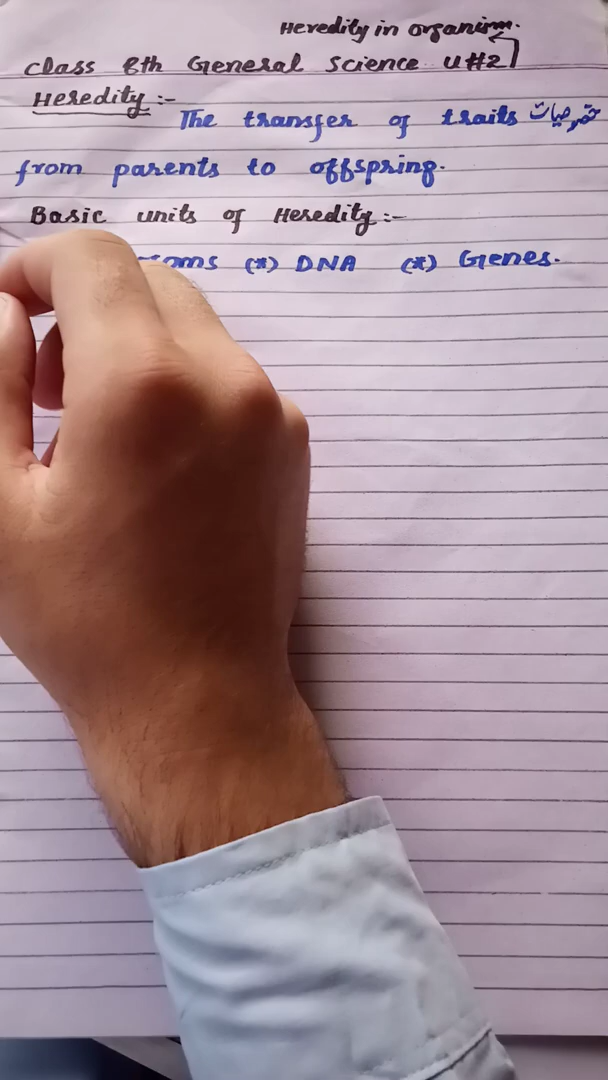 Heredity in organism.
Class 8th General Science U#2
Heredity :-
The transfer of traits خصوصیات
from parents to offspring.
Basic units of Heredity :-
(*) DNA (*) Genes.